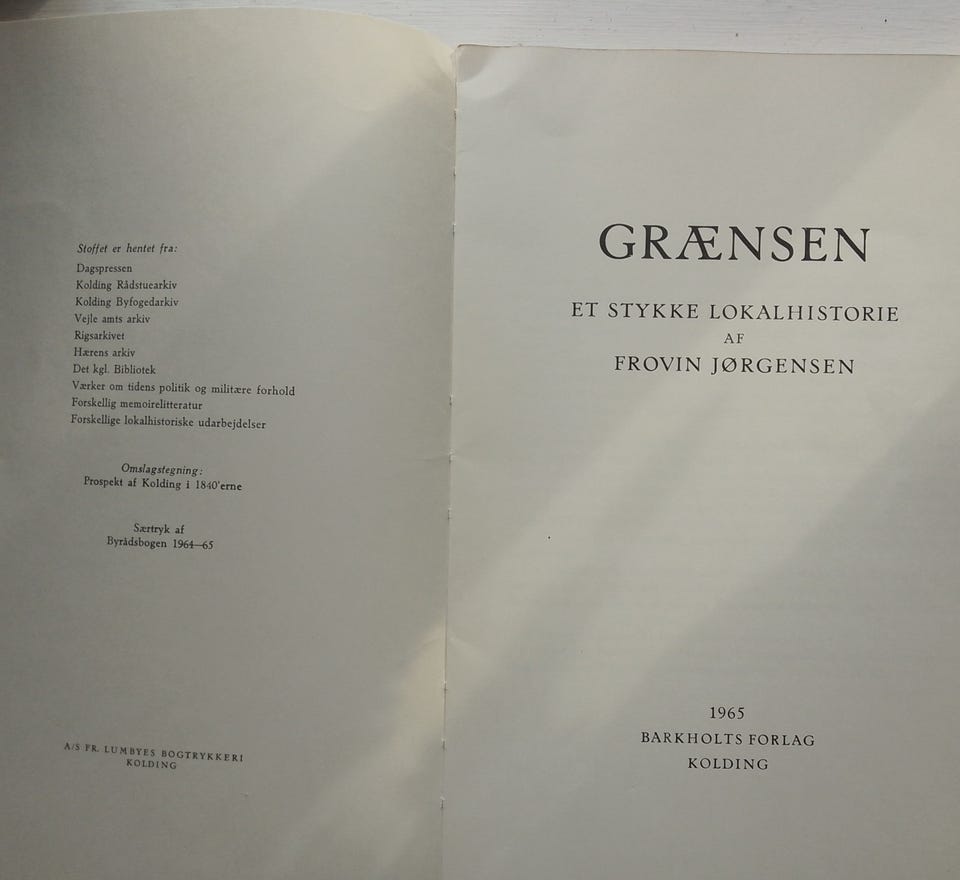 Stoffet er hentet fra:
Dagspressen
Kolding Rådstuearkiv
Kolding Byfogedarkiv
Vejle amts arkiv
Rigsarkivet
Hærens arkiv
Det kgl. Bibliotek
Værker om tidens politik og militære forhold
Forskellig memoirelitteratur
Forskellige lokalhistoriske udarbejdelser
Omslagstegning:
Prospekt af Kolding i 1840'erne
Særtryk af
Byrådsbogen 1964—65
A/S FR. LUMBYES BOGTRYKKERI
KOLDING
GRÆNSEN
ET STYKKE LOKALHISTORIE
AF
FROVIN JØRGENSEN
1965
BARKHOLTS FORLAG
KOLDING